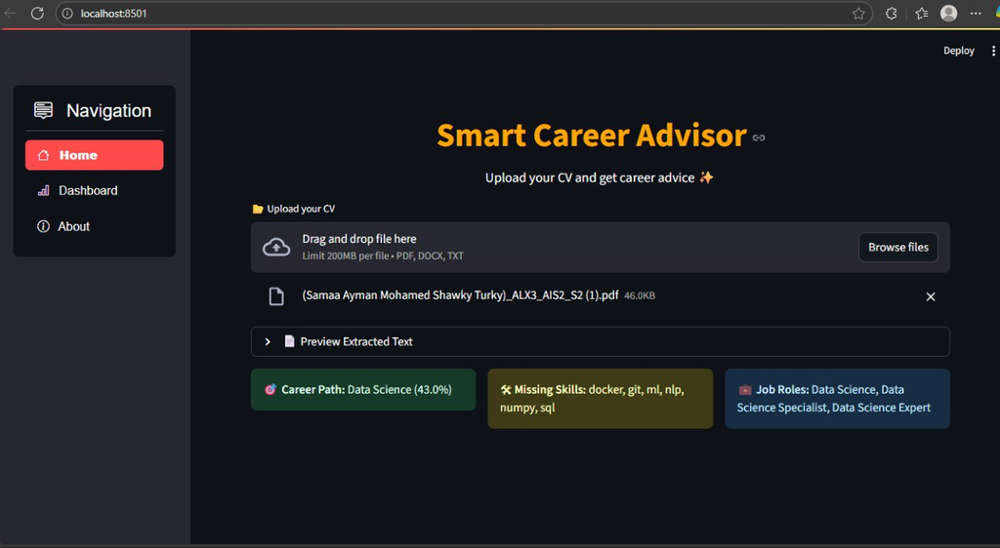 localhost:8501
Deploy
Navigation
Home
Dashboard
About
Smart Career Advisor
Upload your CV and get career advice ✨
📂 Upload your CV
Drag and drop file here
Limit 200MB per file • PDF, DOCX, TXT
Browse files
(Samaa Ayman Mohamed Shawky Turky)_ALX3_AIS2_S2 (1).pdf 46.0KB
📄 Preview Extracted Text
🎯 Career Path: Data Science (43.0%)
🛠 Missing Skills: docker, git, ml, nlp,
numpy, sql
💼 Job Roles: Data Science, Data
Science Specialist, Data Science Expert